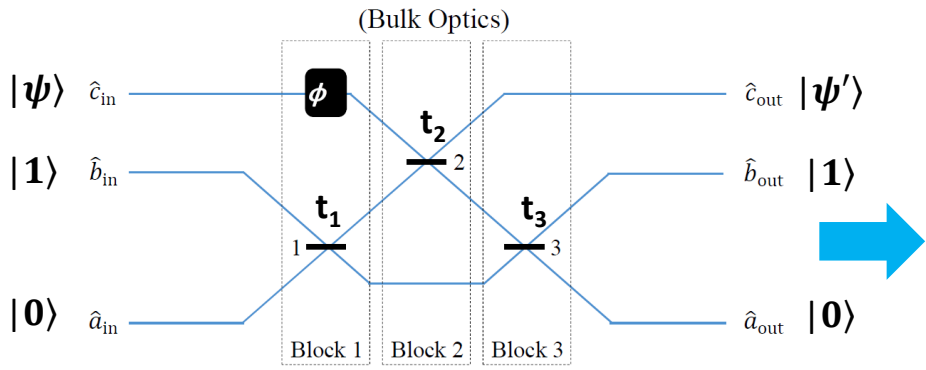 (Bulk Optics)
|ψ⟩ ĉin ϕ ĉout |ψ′⟩
t2
2
|1⟩ b̂in b̂out |1⟩
t1 t3
1 3
|0⟩ âin âout |0⟩
Block 1 Block 2 Block 3